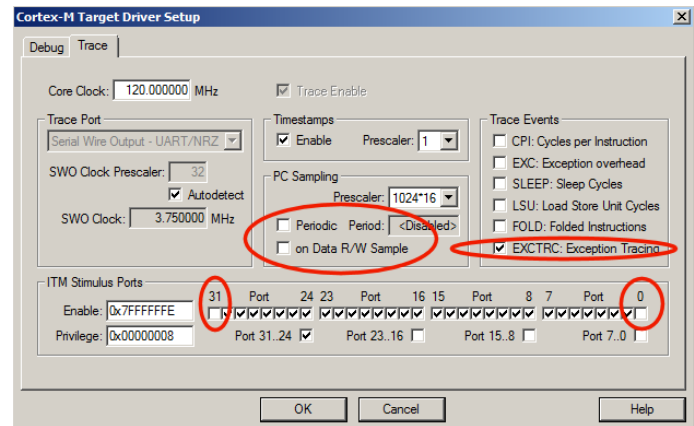 Cortex-M Target Driver Setup
Debug Trace
Core Clock: 120.000000 MHz
Trace Enable
Trace Port
Serial Wire Output - UART/NRZ
SWO Clock Prescaler: 32
Autodetect
SWO Clock: 3.750000 MHz
Timestamps
Enable Prescaler: 1
PC Sampling
Prescaler: 1024*16
Periodic Period: <Disabled>
on Data R/W Sample
Trace Events
CPI: Cycles per Instruction
EXC: Exception overhead
SLEEP: Sleep Cycles
LSU: Load Store Unit Cycles
FOLD: Folded Instructions
EXCTRC: Exception Tracing
ITM Stimulus Ports
31 Port 24 23 Port 16 15 Port 8 7 Port 0
Enable: 0x7FFFFFFE
Privilege: 0x00000008 Port 31..24 Port 23..16 Port 15..8 Port 7..0
OK Cancel Help